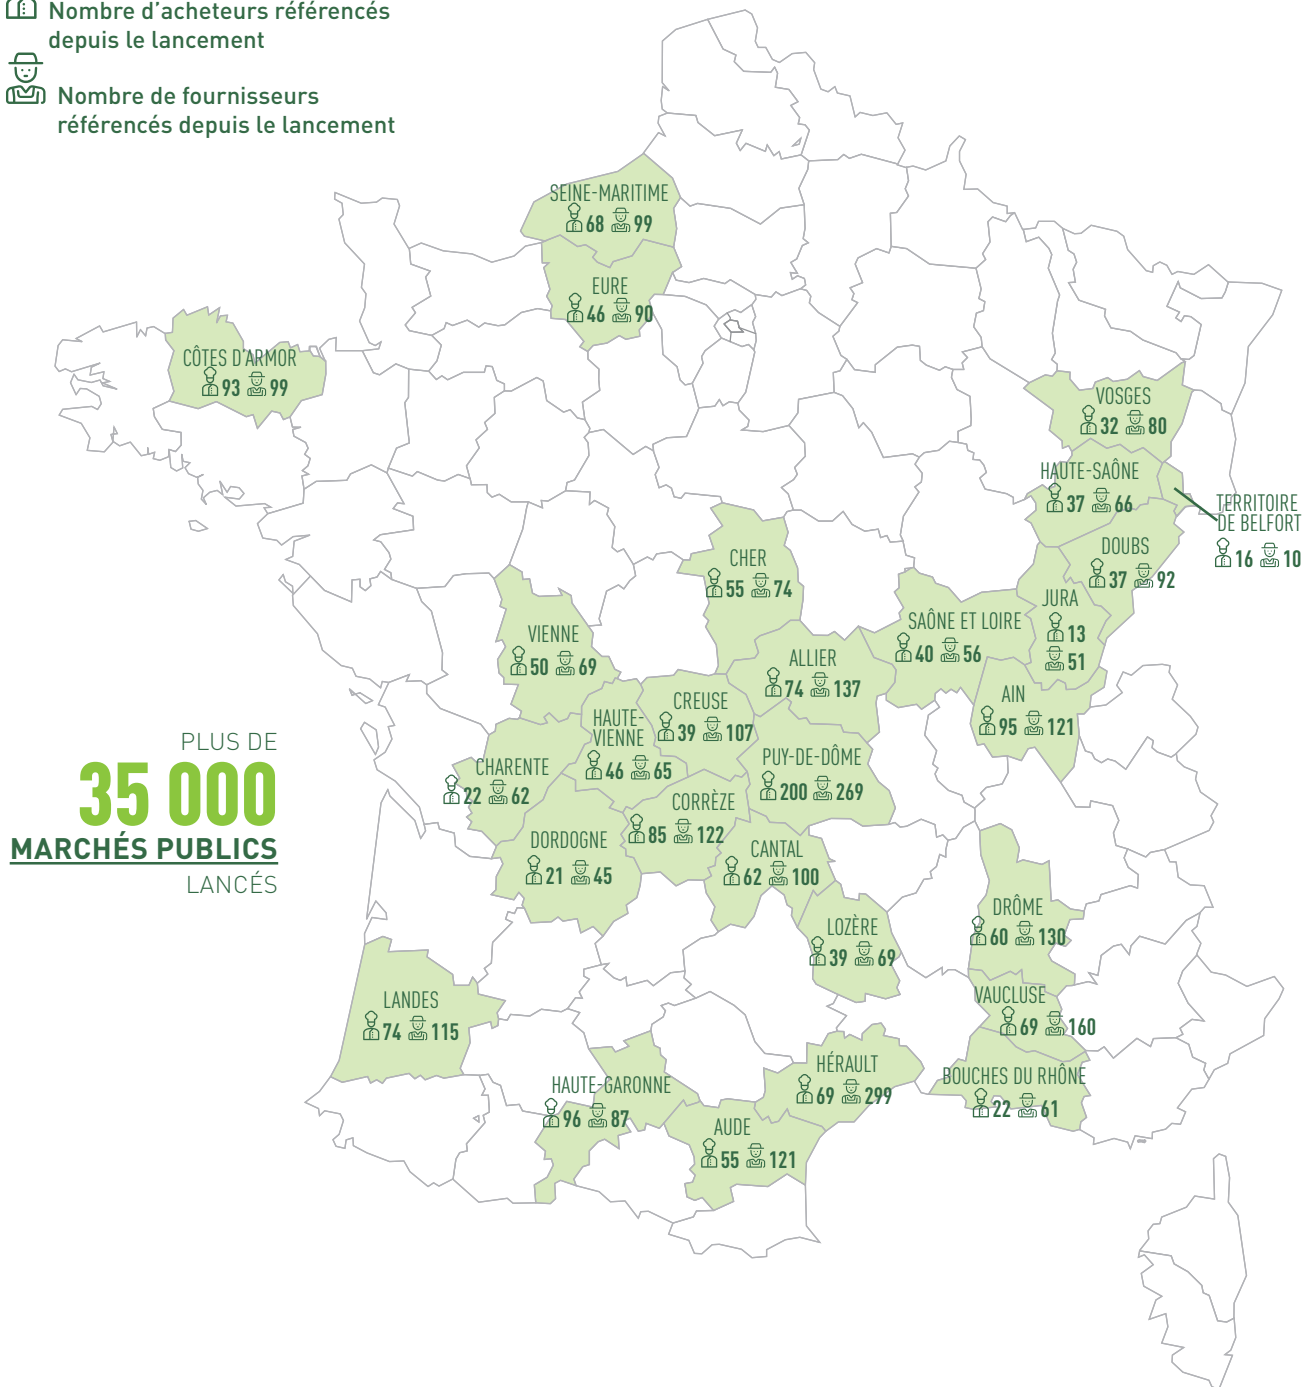 Nombre d'acheteurs référencés
depuis le lancement
Nombre de fournisseurs
référencés depuis le lancement
SEINE-MARITIME
68 99
EURE
46 90
CÔTES D'ARMOR
93 99
VOSGES
32 80
HAUTE-SAÔNE
37 66
TERRITOIRE
DE BELFORT
16 10
DOUBS
37 92
CHER
55 74
JURA
13
51
SAÔNE ET LOIRE
40 56
VIENNE
50 69
ALLIER
74 137
AIN
95 121
CREUSE
39 107
HAUTE-
VIENNE
46 65
PUY-DE-DÔME
200 269
CHARENTE
22 62
CORRÈZE
85 122
DORDOGNE
21 45
CANTAL
62 100
PLUS DE
35 000
MARCHÉS PUBLICS
LANCÉS
DRÔME
60 130
LOZÈRE
39 69
LANDES
74 115
VAUCLUSE
69 160
HÉRAULT
69 299
BOUCHES DU RHÔNE
22 61
HAUTE-GARONNE
96 87
AUDE
55 121